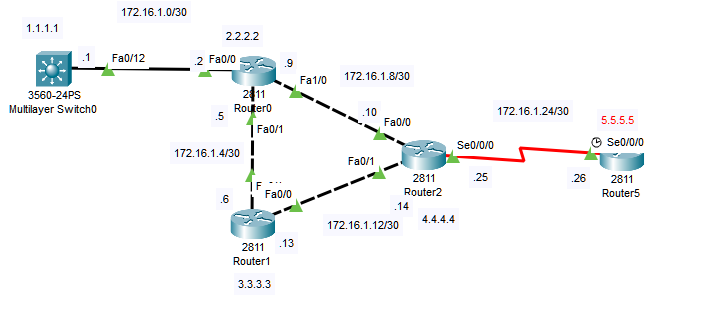 172.16.1.0/30
1.1.1.1
2.2.2.2
.1
Fa0/12
.2
Fa0/0
.9
3560-24PS
Multilayer Switch0
2811
Router0
Fa1/0
172.16.1.8/30
.5
Fa0/1
.10
Fa0/0
172.16.1.24/30
5.5.5.5
172.16.1.4/30
Se0/0/0
Se0/0/0
Fa0/1
2811
Router2
.25
.26
2811
Router5
Fa0/0
.6
.14
4.4.4.4
172.16.1.12/30
2811
Router1
.13
3.3.3.3